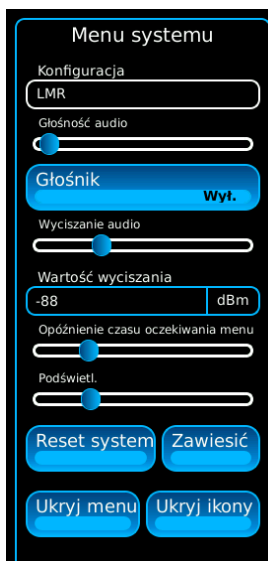 Menu systemu
Konfiguracja
LMR
Głośność audio
Głośnik
Wył.
Wyciszanie audio
Wartość wyciszania
-88 dBm
Opóźnienie czasu oczekiwania menu
Podświetl.
Reset system Zawiesić
Ukryj menu Ukryj ikony